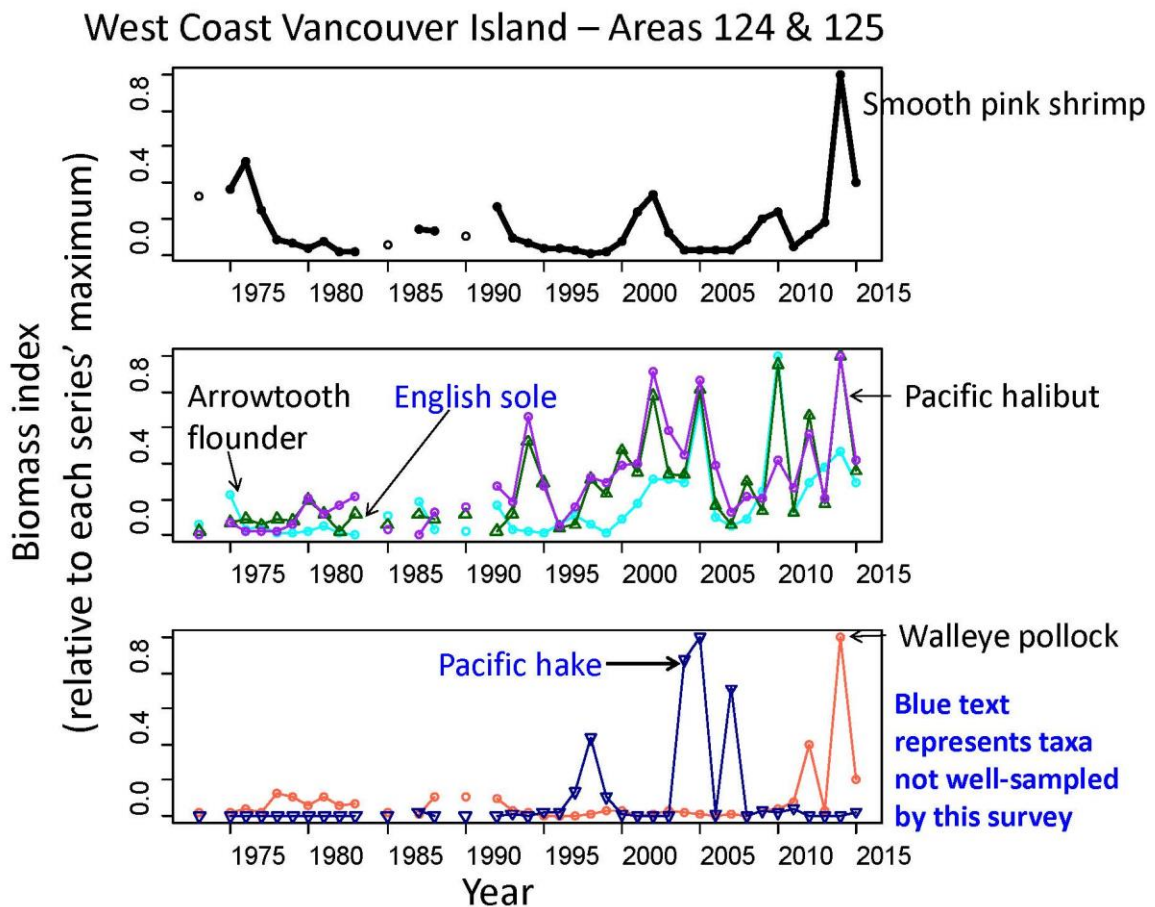 West Coast Vancouver Island – Areas 124 & 125
Biomass index
(relative to each series' maximum)
0.8
0.4
0.0
Smooth pink shrimp
1975 1980 1985 1990 1995 2000 2005 2010 2015
0.8
0.4
0.0
Arrowtooth
flounder
English sole
Pacific halibut
1975 1980 1985 1990 1995 2000 2005 2010 2015
0.8
0.4
0.0
Pacific hake
Walleye pollock
Blue text
represents taxa
not well-sampled
by this survey
1975 1980 1985 1990 1995 2000 2005 2010 2015
Year